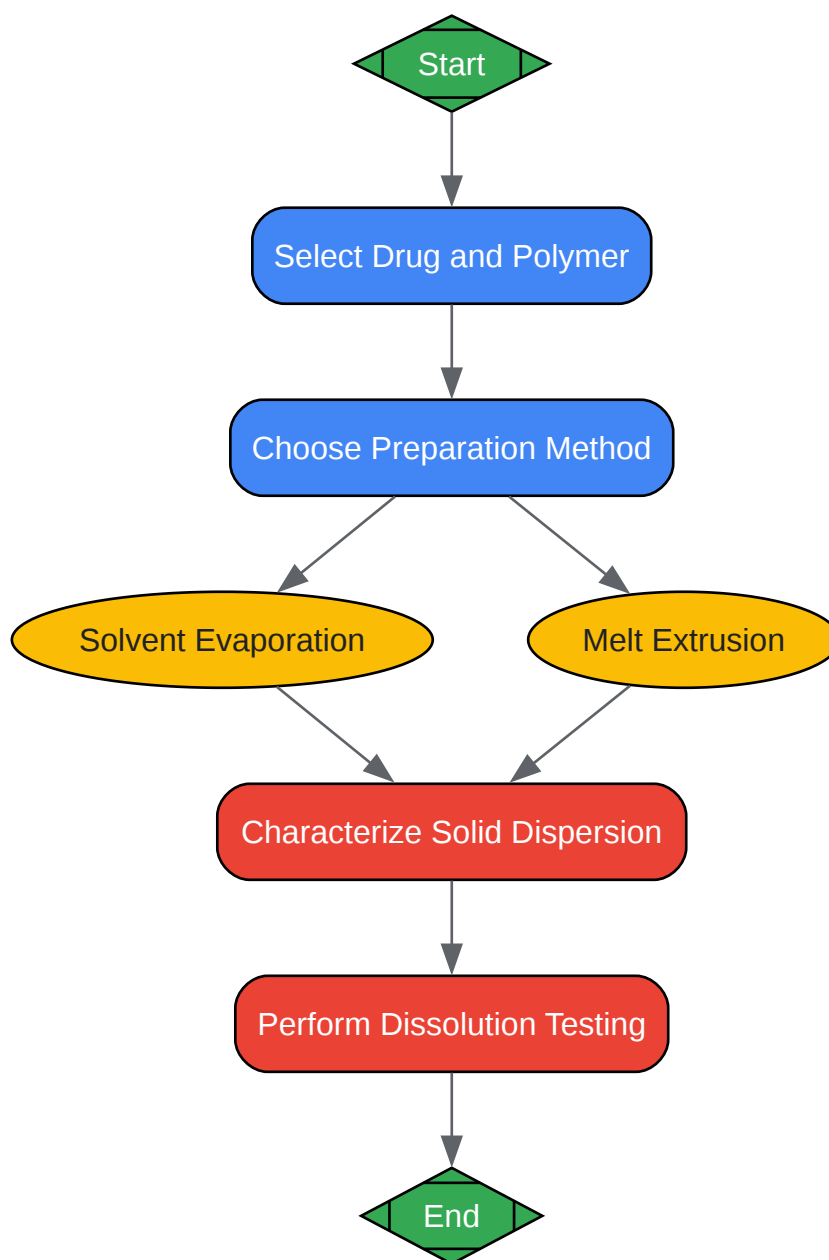 Start
Select Drug and Polymer
Choose Preparation Method
Solvent Evaporation
Melt Extrusion
Characterize Solid Dispersion
Perform Dissolution Testing
End